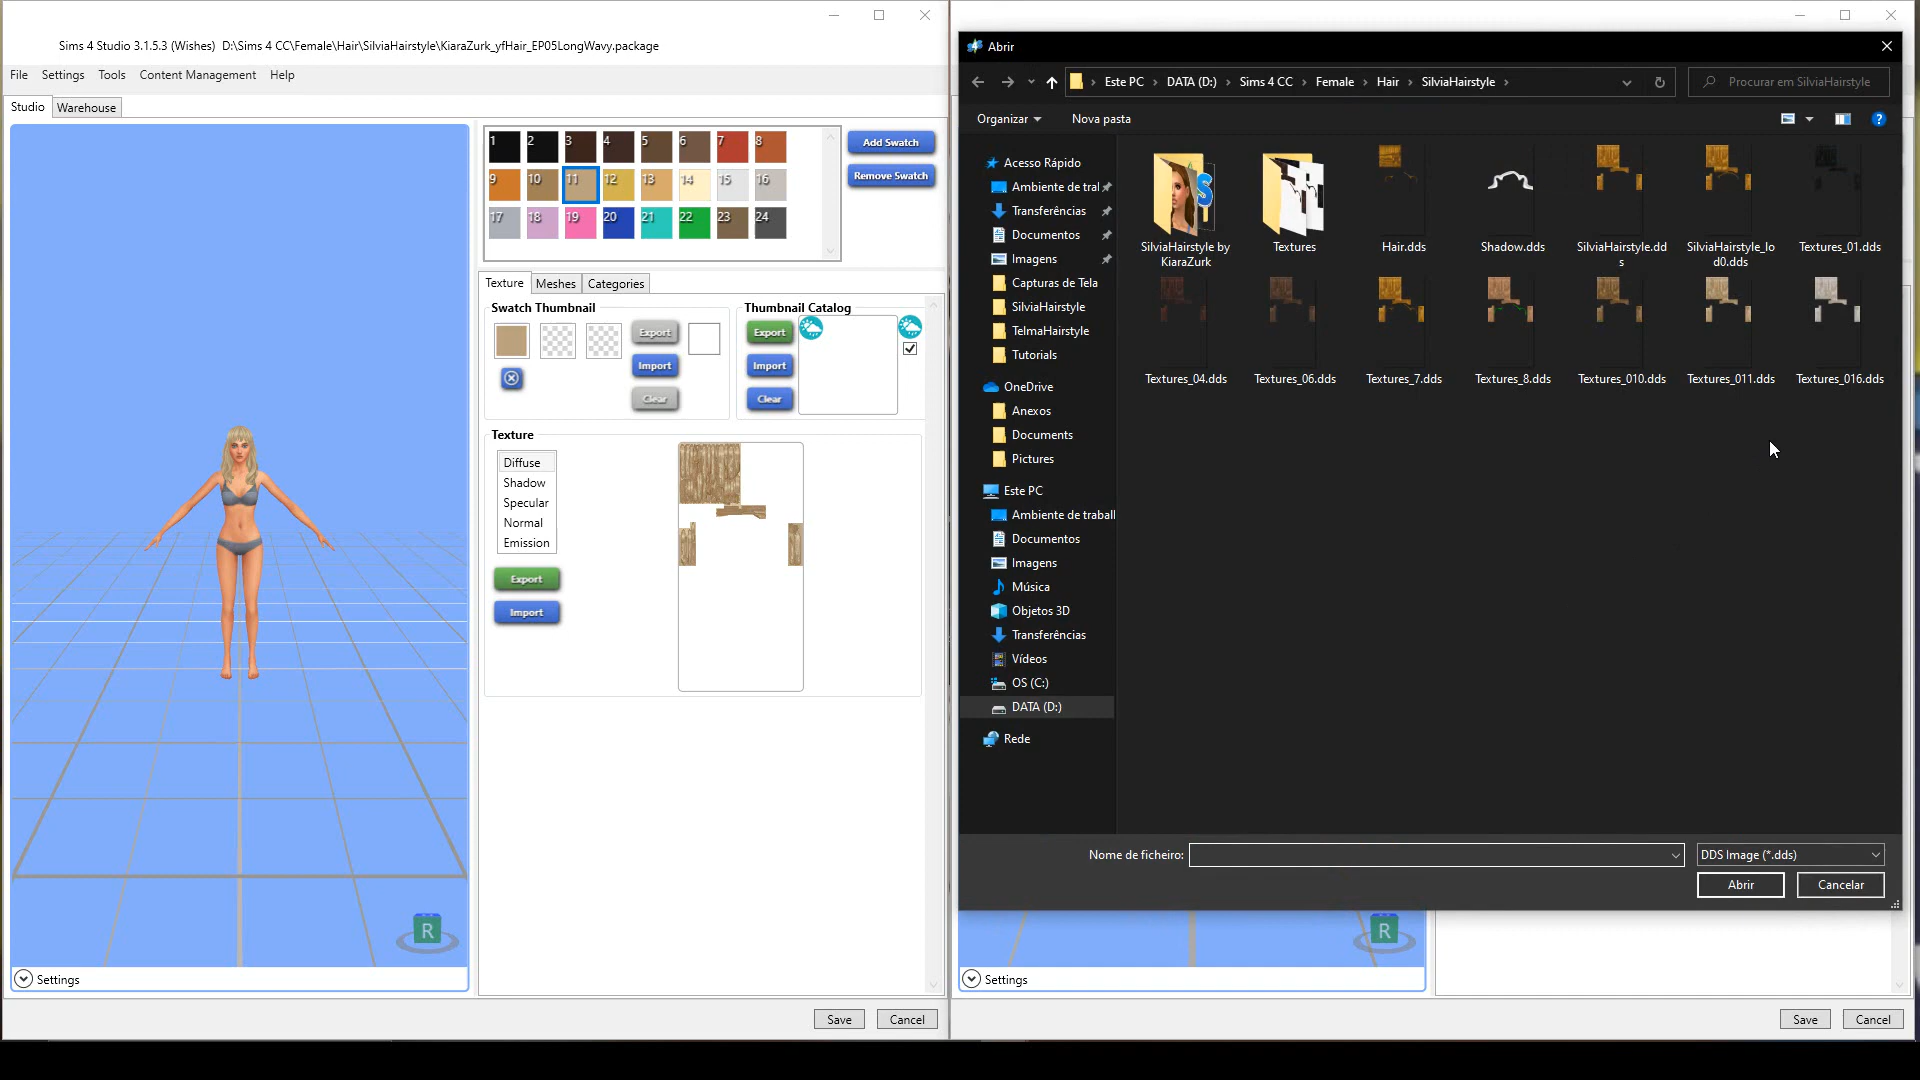 Sims 4 Studio 3.1.5.3 (Wishes) D:\Sims 4 CC\Female\Hair\SilviaHairstyle\KiaraZurk_yfHair_EP05LongWavy.package
File Settings Tools Content Management Help
Studio Warehouse
1 2 3 4 5 6 7 8
9 10 11 12 13 14 15 16
17 18 19 20 21 22 23 24
Add Swatch
Remove Swatch
Texture Meshes Categories
Swatch Thumbnail
Export
Import
Clear
Thumbnail Catalog
Export
Import
Clear
Texture
Diffuse
Shadow
Specular
Normal
Emission
Export
Import
R
Settings
Save Cancel
Abrir
Este PC DATA (D:) Sims 4 CC Female Hair SilviaHairstyle
Procurar em SilviaHairstyle
Organizar Nova pasta
Acesso Rápido
Ambiente de tral
Transferências
Documentos
Imagens
Capturas de Tela
SilviaHairstyle
TelmaHairstyle
Tutorials
OneDrive
Anexos
Documents
Pictures
Este PC
Ambiente de traball
Documentos
Imagens
Música
Objetos 3D
Transferências
Vídeos
OS (C:)
DATA (D:)
Rede
SilviaHairstyle by
KiaraZurk
Textures
Hair.dds
Shadow.dds
SilviaHairstyle.dd
s
SilviaHairstyle_lo
d0.dds
Textures_01.dds
Textures_04.dds
Textures_06.dds
Textures_7.dds
Textures_8.dds
Textures_010.dds
Textures_011.dds
Textures_016.dds
Nome de ficheiro:
DDS Image (*.dds)
Abrir Cancelar
R
Settings
Save Cancel